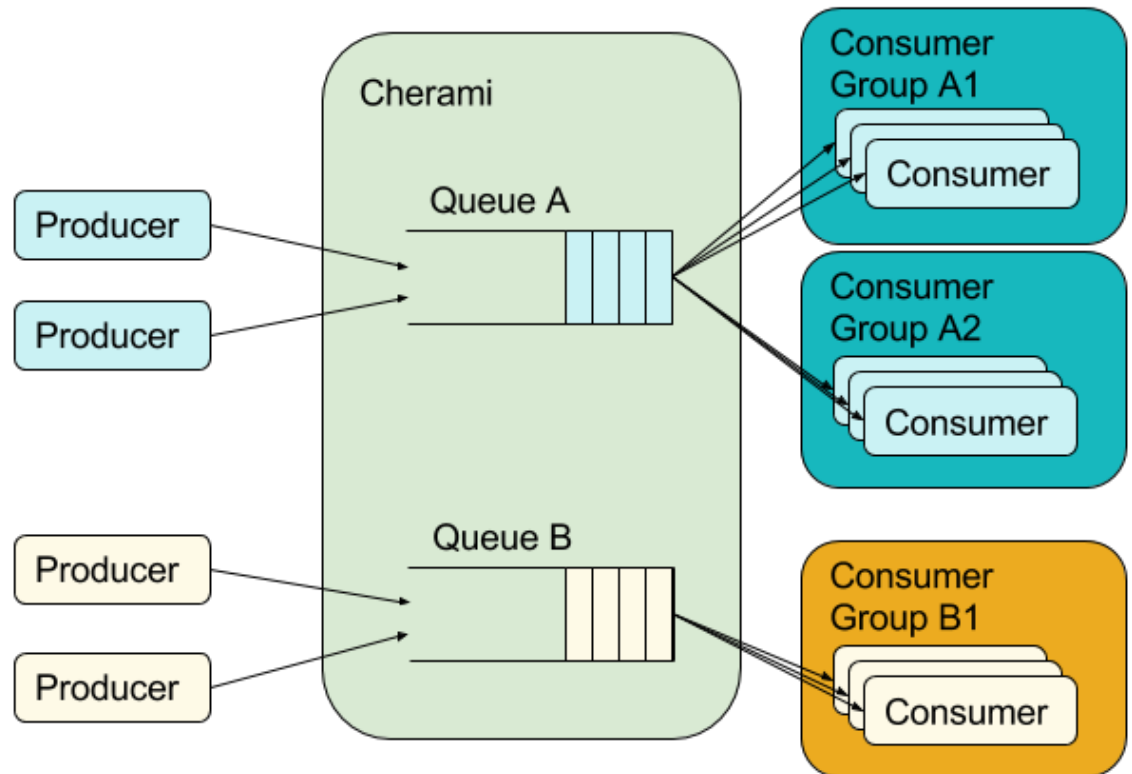 Cherami
Queue A
Producer
Producer
Consumer
Group A1
Consumer
Consumer
Group A2
Consumer
Queue B
Producer
Producer
Consumer
Group B1
Consumer